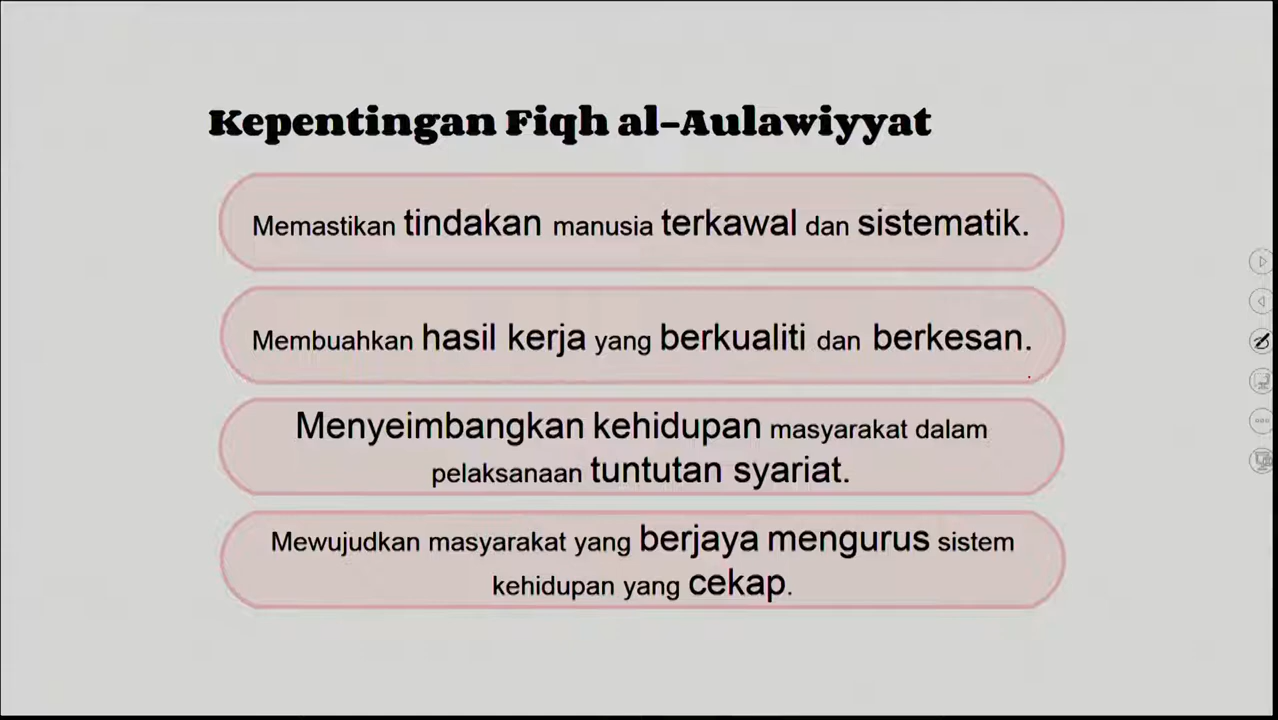 Kepentingan Fiqh al-Aulawiyyat
Memastikan tindakan manusia terkawal dan sistematik.
Membuahkan hasil kerja yang berkualiti dan berkesan.
Menyeimbangkan kehidupan masyarakat dalam
pelaksanaan tuntutan syariat.
Mewujudkan masyarakat yang berjaya mengurus sistem
kehidupan yang cekap.